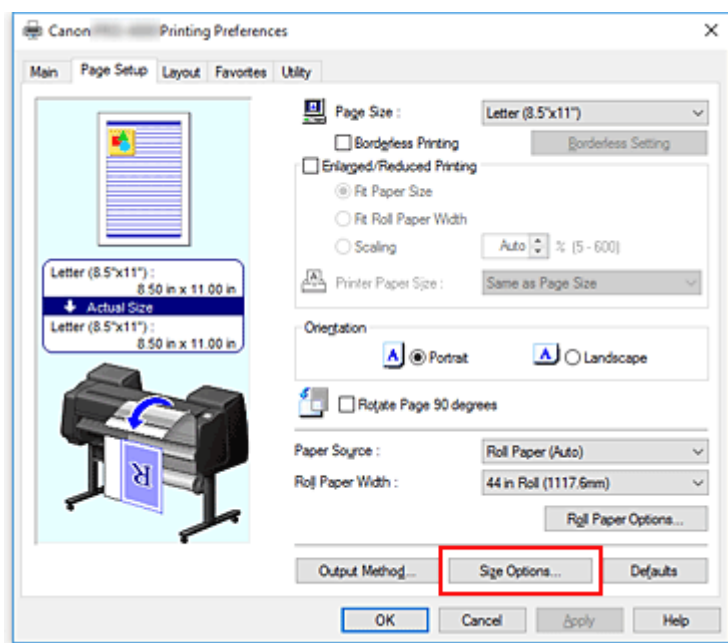 Canon Printing Preferences
Main Page Setup Layout Favorites Utility
Page Size : Letter (8.5"x11")
Borderless Printing Borderless Setting
Enlarged/Reduced Printing
Fit Paper Size
Fit Roll Paper Width
Scaling Auto % (5 - 600)
Printer Paper Size : Same as Page Size
Letter (8.5"x11") :
8.50 in x 11.00 in
Actual Size
Letter (8.5"x11") :
8.50 in x 11.00 in
Orientation
A Portrait A Landscape
Rotate Page 90 degrees
R
Paper Source : Roll Paper (Auto)
Roll Paper Width : 44 in Roll (1117.6mm)
Roll Paper Options...
Output Method... Size Options... Defaults
OK Cancel Apply Help